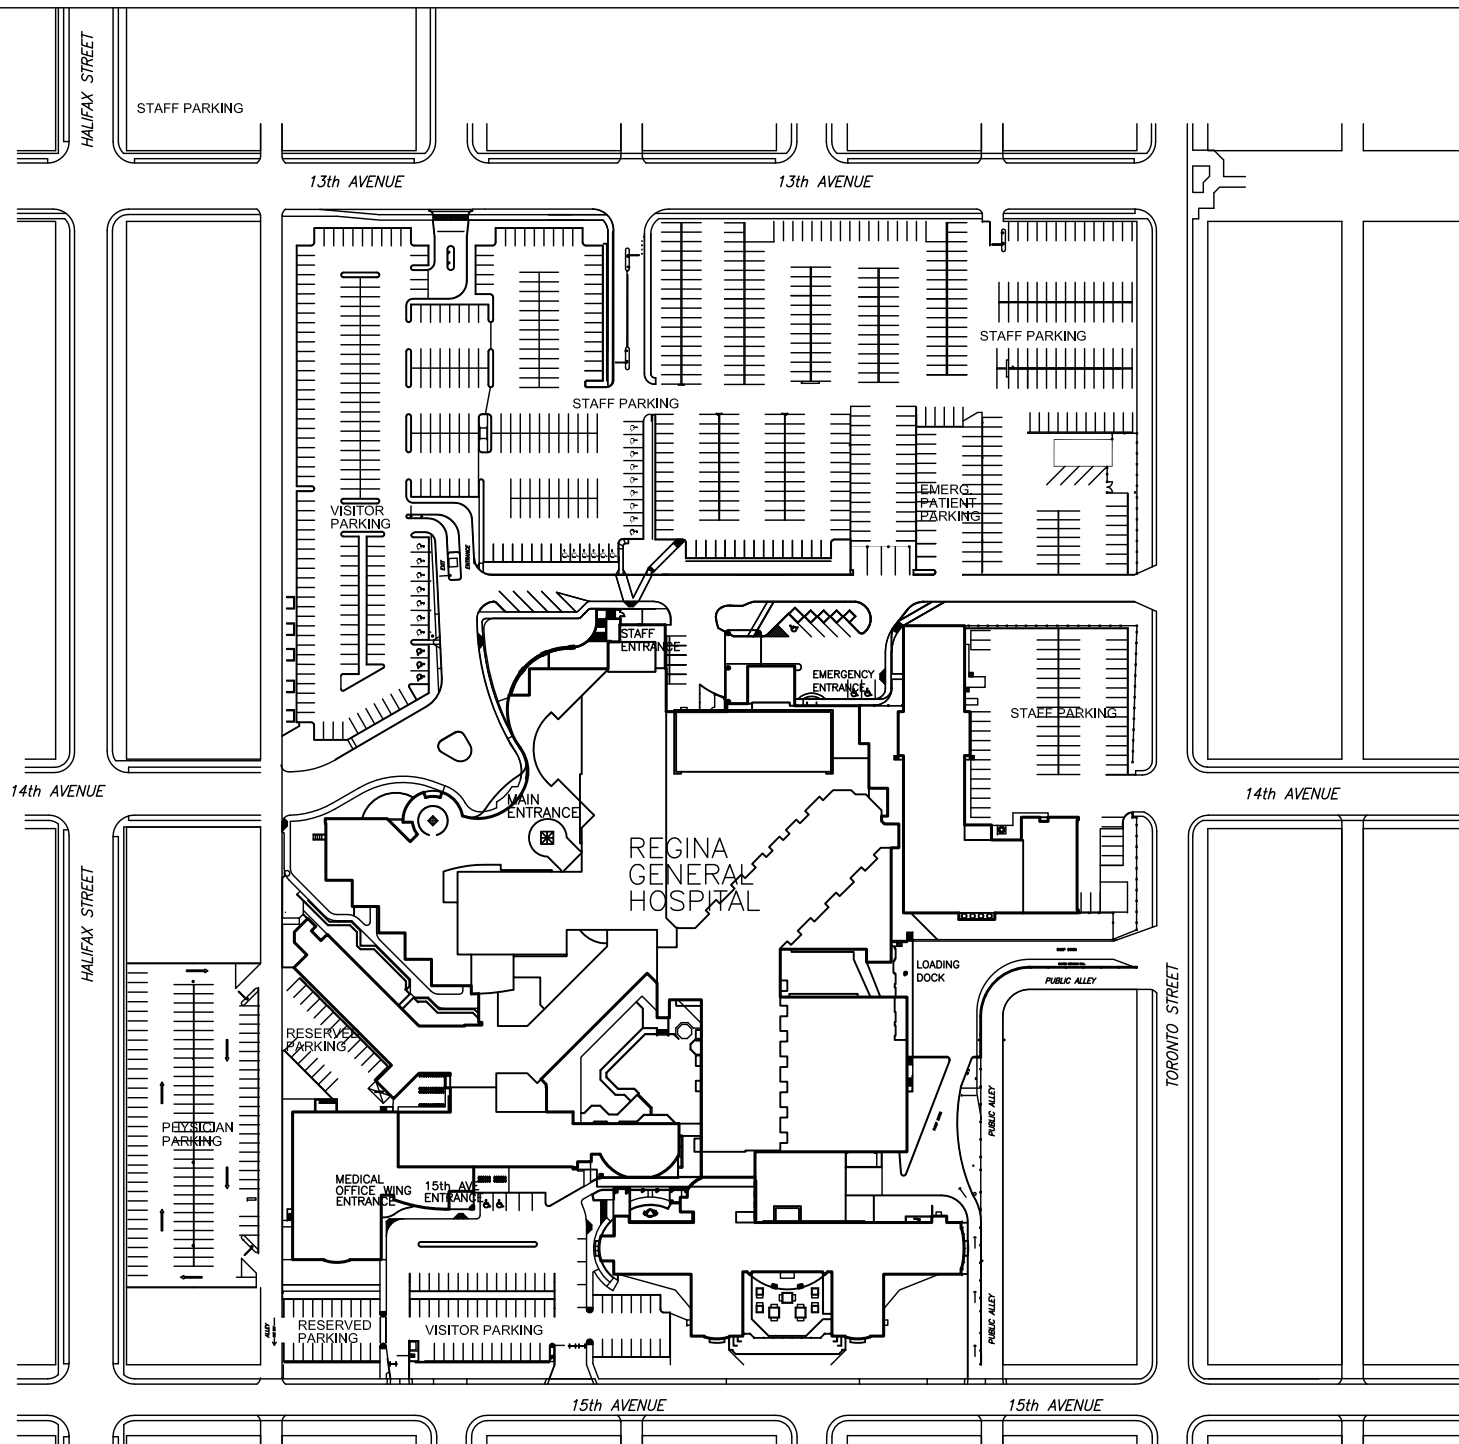 HALIFAX STREET
STAFF PARKING
13th AVENUE
13th AVENUE
STAFF PARKING
STAFF PARKING
EMERG.
PATIENT
PARKING
VISITOR
PARKING
EXIT
ENTRANCE
STAFF
ENTRANCE
EMERGENCY
ENTRANCE
STAFF PARKING
14th AVENUE
14th AVENUE
MAIN
ENTRANCE
REGINA
GENERAL
HOSPITAL
HALIFAX STREET
LOADING
DOCK
PUBLIC ALLEY
TORONTO STREET
RESERVED
PARKING
PUBLIC ALLEY
PHYSICIAN
PARKING
MEDICAL
OFFICE WING
ENTRANCE
15th AVE
ENTRANCE
RESERVED
PARKING
VISITOR PARKING
ALLEY
PUBLIC ALLEY
15th AVENUE
15th AVENUE